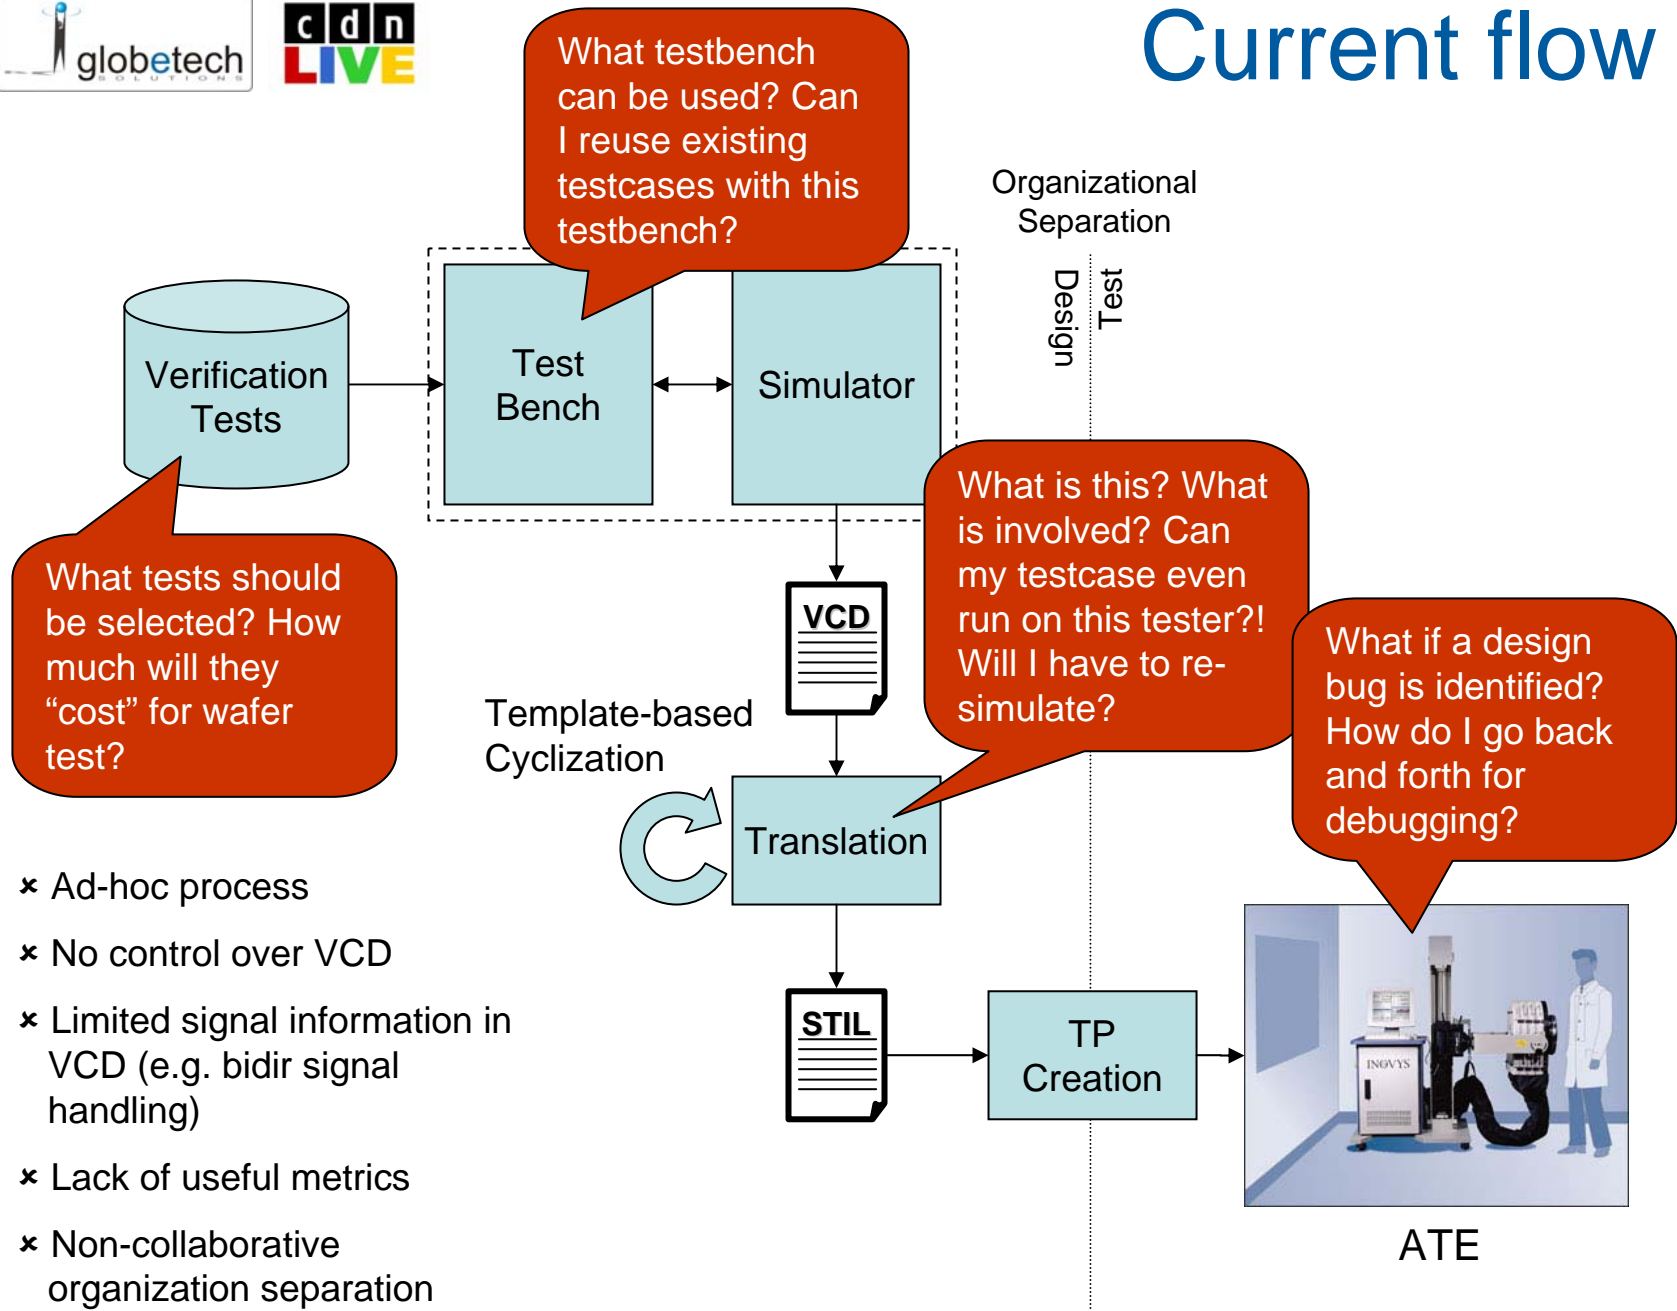 globetech
SOLUTIONS
cdn
LIVE
Current flow
What testbench
can be used? Can
I reuse existing
testcases with this
testbench?
Organizational
Separation
Design
Test
Verification
Tests
Test
Bench
Simulator
What tests should
be selected? How
much will they
“cost” for wafer
test?
What is this? What
is involved? Can
my testcase even
run on this tester?!
Will I have to re-
simulate?
What if a design
bug is identified?
How do I go back
and forth for
debugging?
VCD
Template-based
Cyclization
Translation
STIL
TP
Creation
INOVYS
ATE
× Ad-hoc process
× No control over VCD
× Limited signal information in
VCD (e.g. bidir signal
handling)
× Lack of useful metrics
× Non-collaborative
organization separation